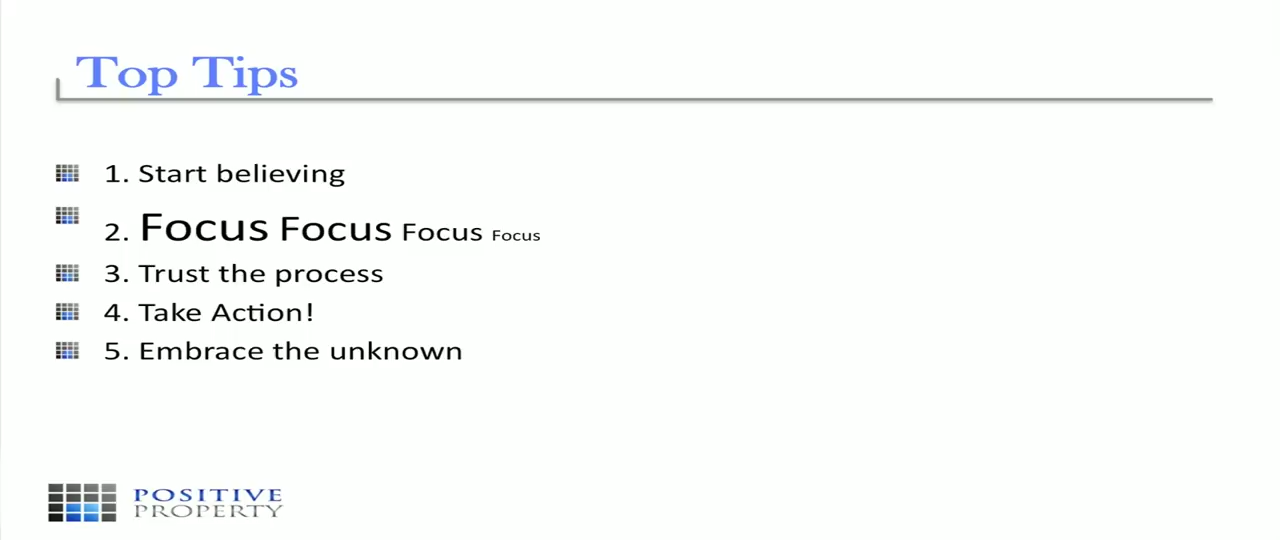 Top Tips
1. Start believing
2. Focus Focus Focus Focus
3. Trust the process
4. Take Action!
5. Embrace the unknown
POSITIVE
PROPERTY